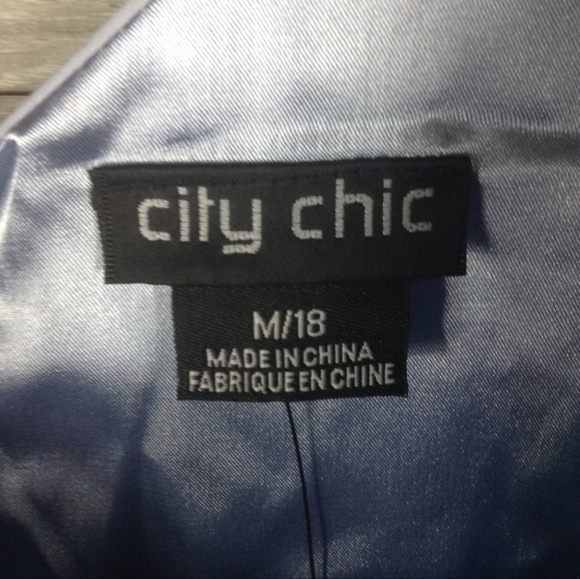 city chic
M/18
MADE IN CHINA
FABRIQUE EN CHINE